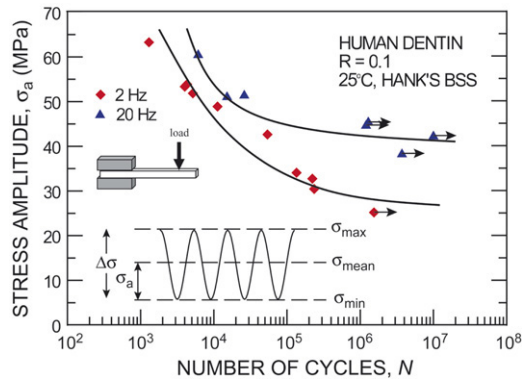 STRESS AMPLITUDE, σa (MPa)
70
60
50
40
30
20
10
0
HUMAN DENTIN
R = 0.1
25°C, HANK'S BSS
2 Hz
20 Hz
load
Δσ
σa
σmax
σmean
σmin
10² 10³ 10⁴ 10⁵ 10⁶ 10⁷ 10⁸
NUMBER OF CYCLES, N